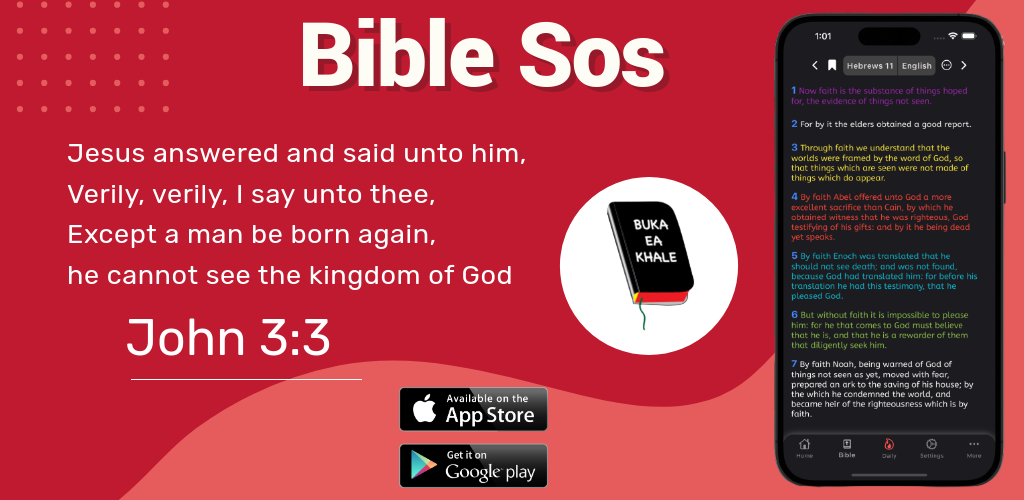 Bible Sos
Jesus answered and said unto him,
Verily, verily, I say unto thee,
Except a man be born again,
he cannot see the kingdom of God
John 3:3
BUKA
EA
KHALE
Available on the
App Store
Get it on
Google play
1:01
Hebrews 11 English
1 Now faith is the substance of things hoped
for, the evidence of things not seen.
2 For by it the elders obtained a good report.
3 Through faith we understand that the
worlds were framed by the word of God, so
that things which are seen were not made of
things which do appear.
4 By faith Abel offered unto God a more
excellent sacrifice than Cain, by which he
obtained witness that he was righteous, God
testifying of his gifts: and by it he being dead
yet speaks.
5 By faith Enoch was translated that he
should not see death; and was not found,
because God had translated him: for before his
translation he had this testimony, that he
pleased God.
6 But without faith it is impossible to please
him: for he that comes to God must believe
that he is, and that he is a rewarder of them
that diligently seek him.
7 By faith Noah, being warned of God of
things not seen as yet, moved with fear,
prepared an ark to the saving of his house; by
the which he condemned the world, and
became heir of the righteousness which is by
faith.
Home Bible Daily Settings More